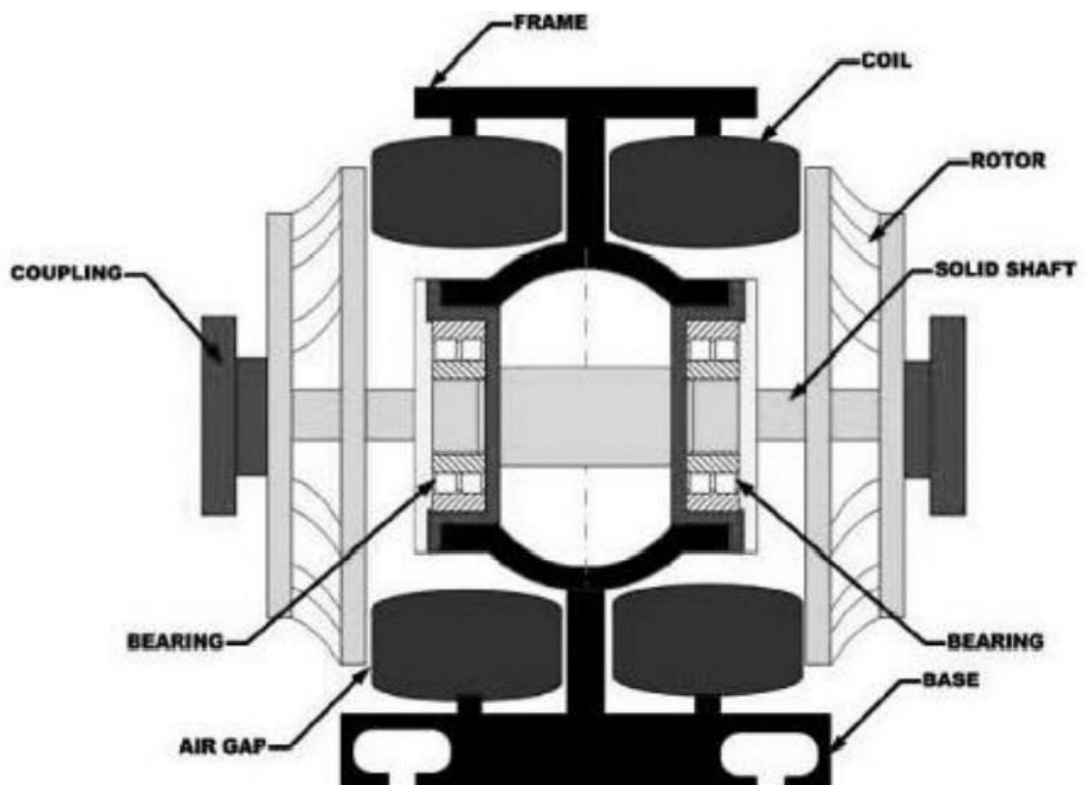 FRAME
COIL
ROTOR
COUPLING
SOLID SHAFT
BEARING
BEARING
BASE
AIR GAP